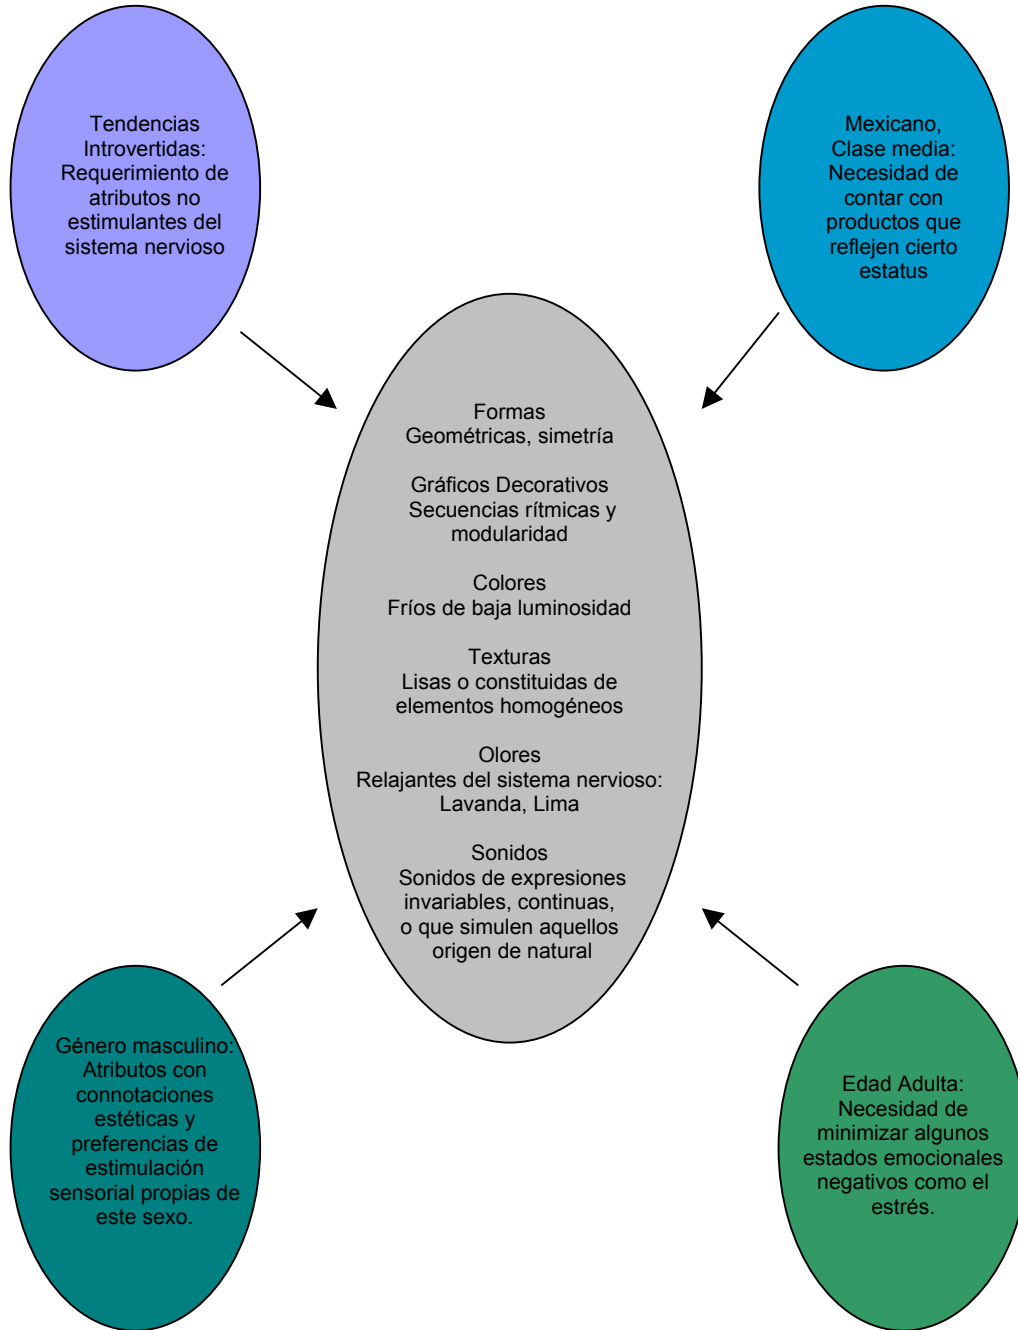 Tendencias
Introvertidas:
Requerimiento de
atributos no
estimulantes del
sistema nervioso
Mexicano,
Clase media:
Necesidad de
contar con
productos que
reflejen cierto
estatus
Formas
Geométricas, simetría
Gráficos Decorativos
Secuencias rítmicas y
modularidad
Colores
Fríos de baja luminosidad
Texturas
Lisas o constituidas de
elementos homogéneos
Olores
Relajantes del sistema nervioso:
Lavanda, Lima
Sonidos
Sonidos de expresiones
invariables, continuas,
o que simulen aquellos
origen de natural
Género masculino:
Atributos con
connotaciones
estéticas y
preferencias de
estimulación
sensorial propias de
este sexo.
Edad Adulta:
Necesidad de
minimizar algunos
estados emocionales
negativos como el
estrés.